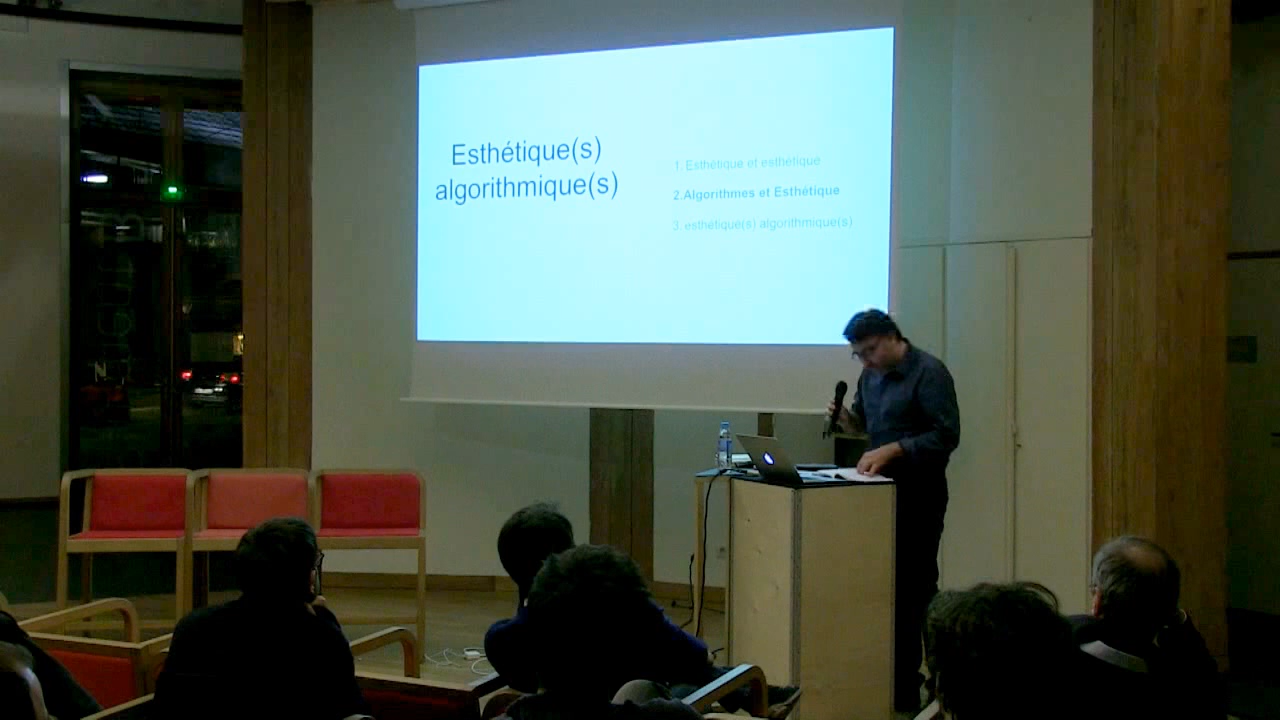 Esthétique(s)
algorithmique(s)
1. Esthétique et esthétique
2.Algorithmes et Esthétique
3. esthétique(s) algorithmique(s)